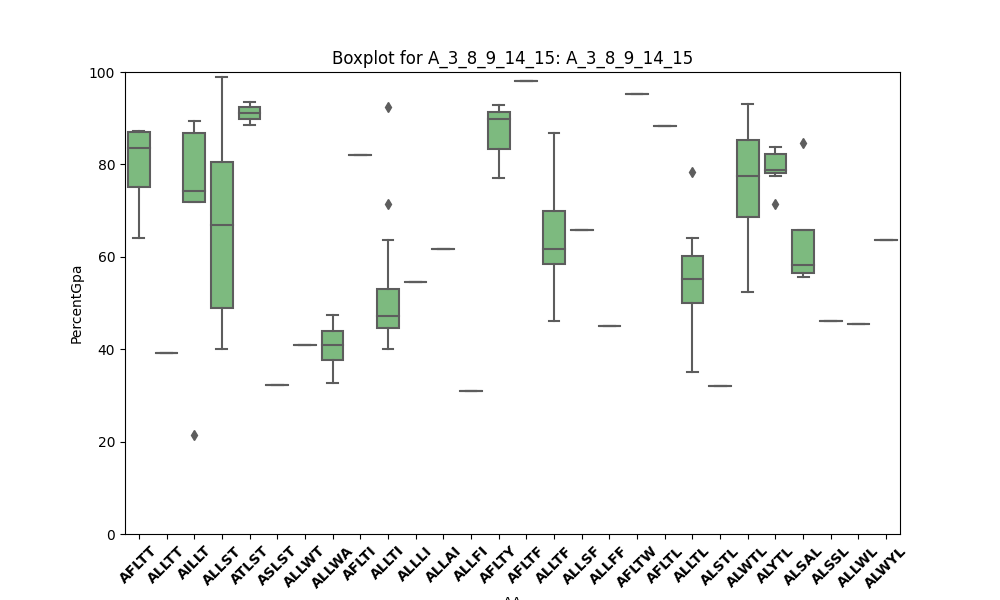 Boxplot for A_3_8_9_14_15: A_3_8_9_14_15
100
80
60
40
20
0
PercentGpa
AFLTT
ALLTT
AILLT
ALLST
ATLST
ASLST
ALLWT
ALLWA
AFLTI
ALLTI
ALLLI
ALLAI
ALLFI
AFLTY
AFLTF
ALLTF
ALLSF
ALLFF
AFLTW
AFLTL
ALLTL
ALSTL
ALWTL
ALYTL
ALSAL
ALSSL
ALLWL
ALWYL